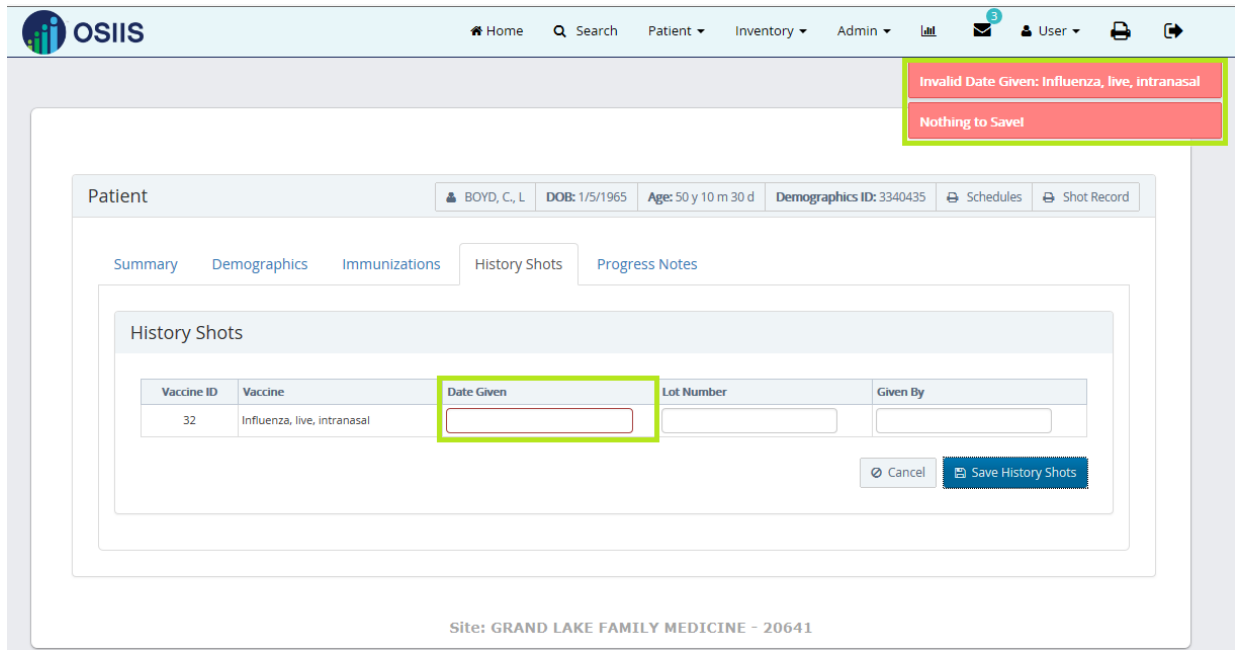 OSIIS
Home Search Patient Inventory Admin 3 User
Invalid Date Given: Influenza, live, intranasal
Nothing to Save!
Patient BOYD, C., L DOB: 1/5/1965 Age: 50 y 10 m 30 d Demographics ID: 3340435 Schedules Shot Record
Summary Demographics Immunizations History Shots Progress Notes
History Shots
Vaccine ID Vaccine Date Given Lot Number Given By
32 Influenza, live, intranasal
Cancel Save History Shots
Site: GRAND LAKE FAMILY MEDICINE - 20641